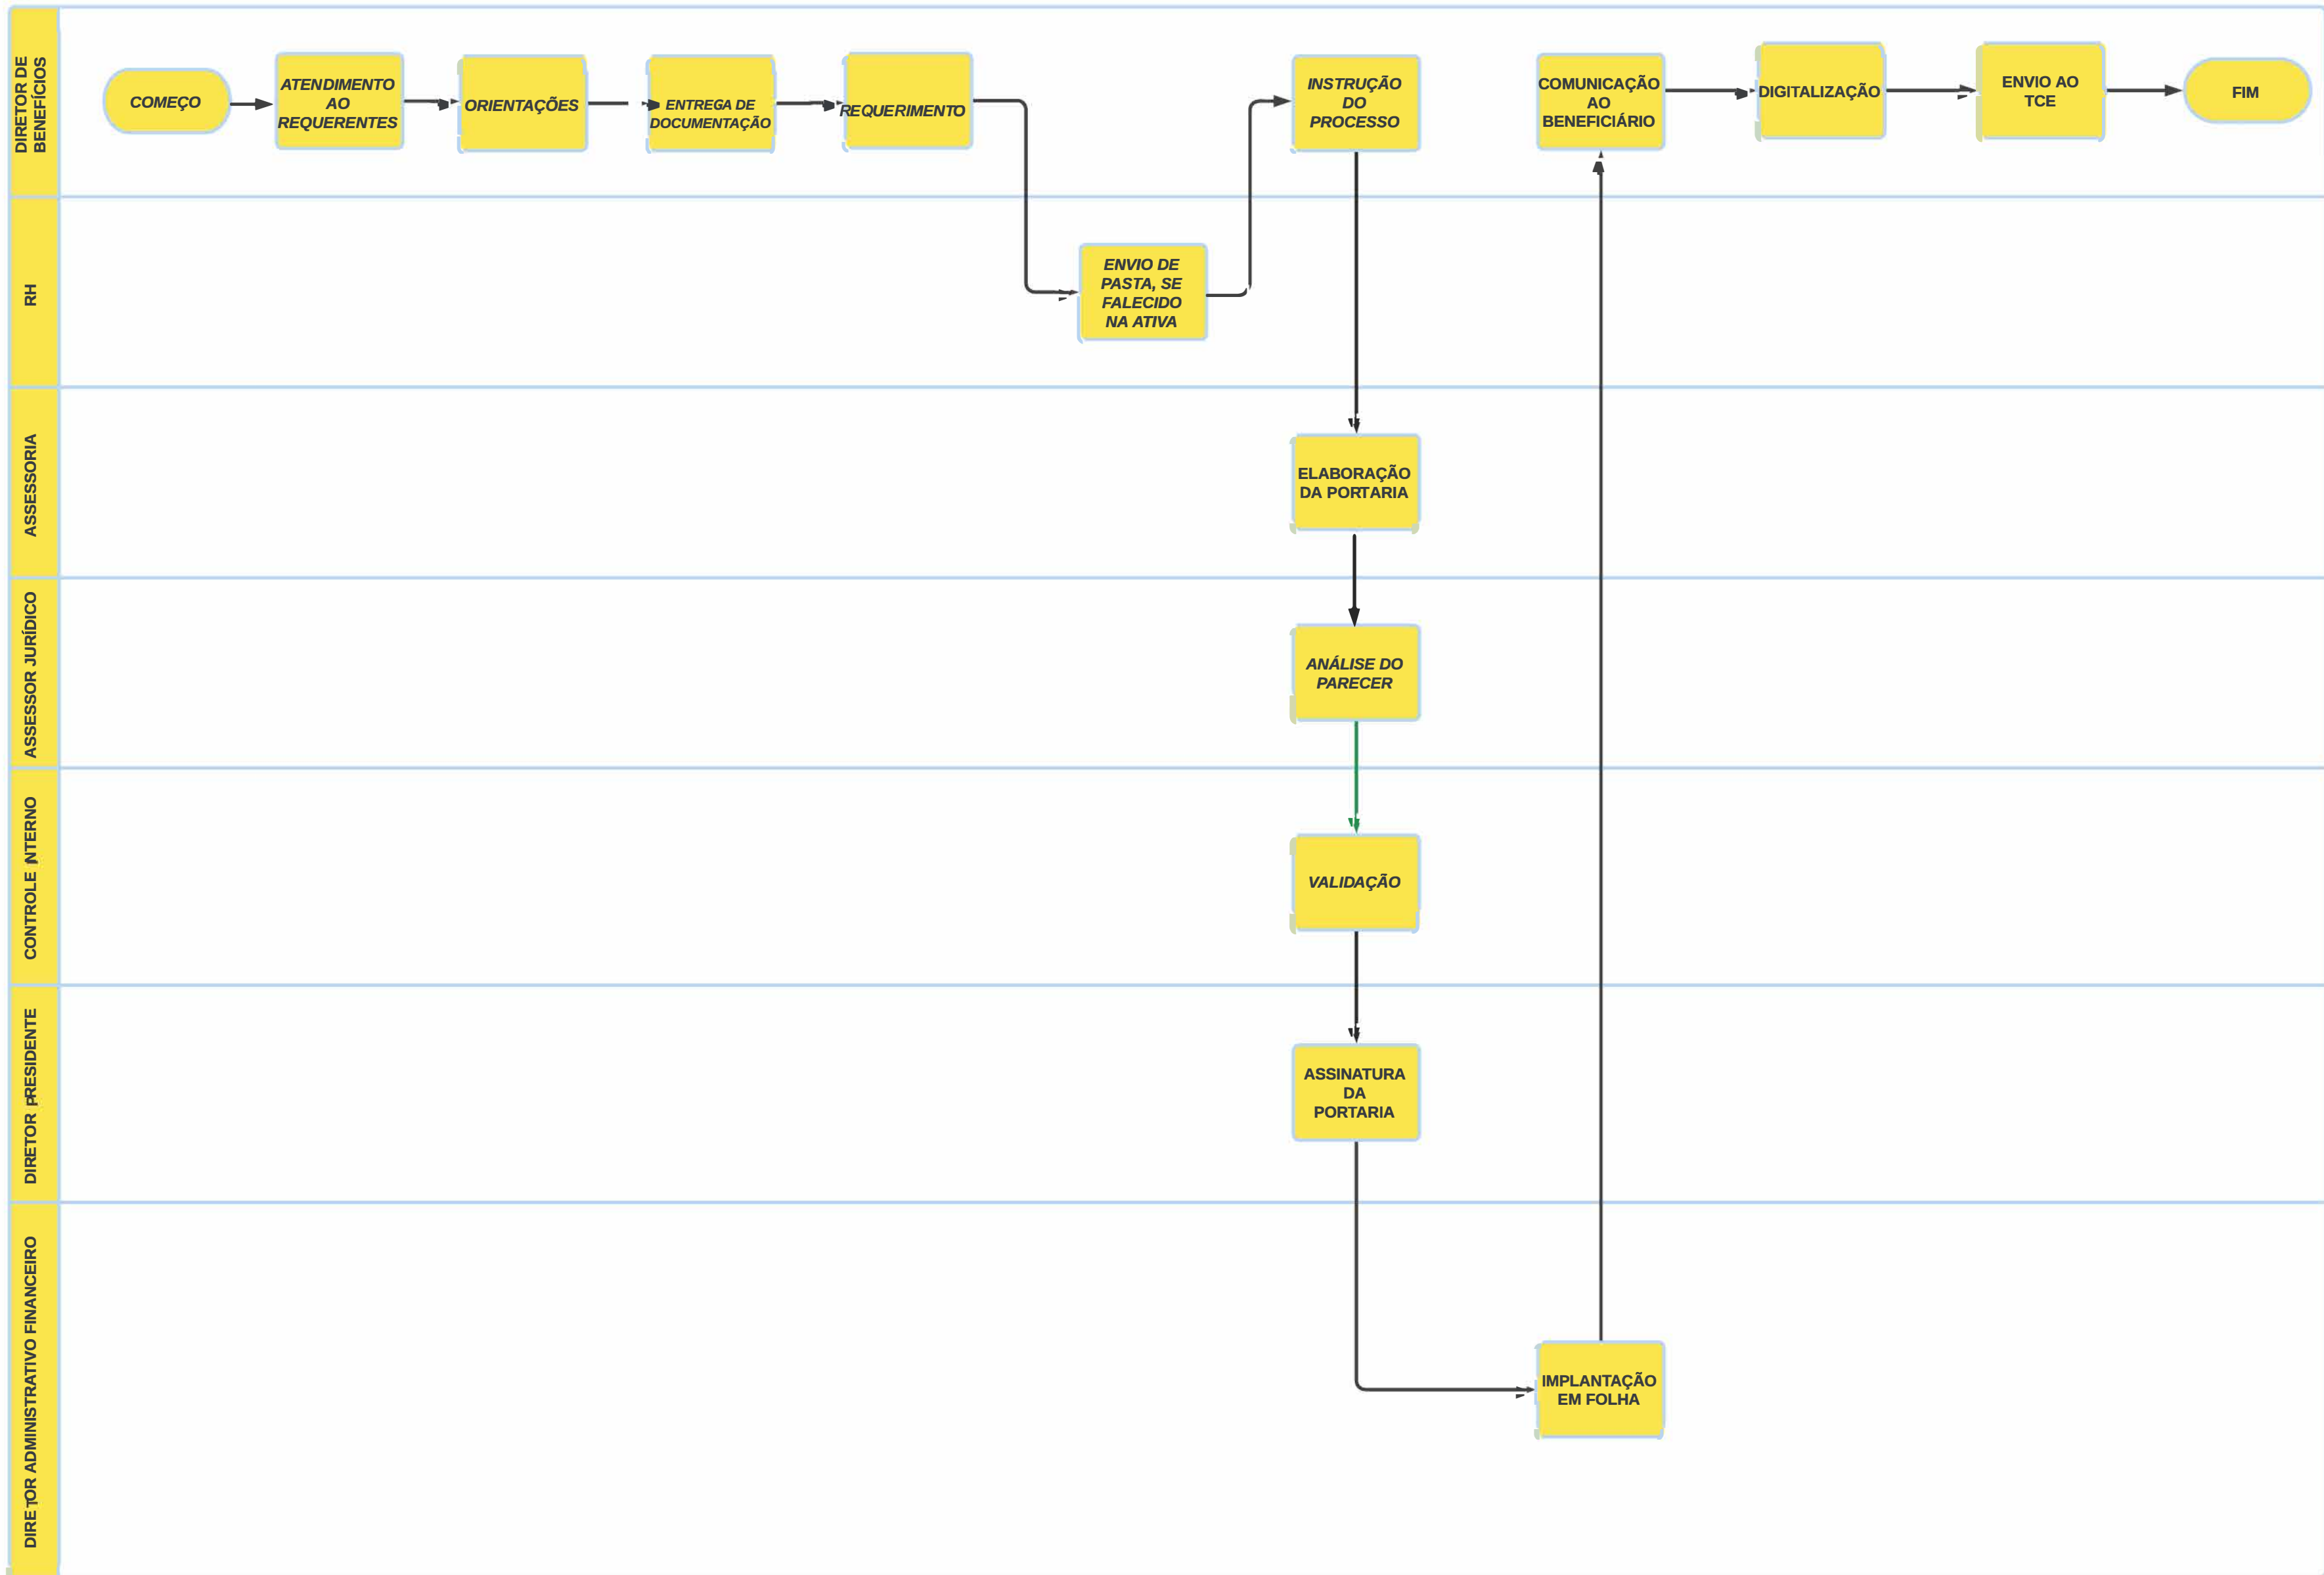 DIRETOR DE
BENEFÍCIOS
COMEÇO
ATENDIMENTO
AO
REQUERENTES
ORIENTAÇÕES
ENTREGA DE
DOCUMENTAÇÃO
REQUERIMENTO
INSTRUÇÃO
DO
PROCESSO
COMUNICAÇÃO
AO
BENEFICIÁRIO
DIGITALIZAÇÃO
ENVIO AO
TCE
FIM
RH
ENVIO DE
PASTA, SE
FALECIDO
NA ATIVA
ASSESSORIA
ELABORAÇÃO
DA PORTARIA
ASSESSOR JURÍDICO
ANÁLISE DO
PARECER
CONTROLE INTERNO
VALIDAÇÃO
DIRETOR PRESIDENTE
ASSINATURA
DA
PORTARIA
DIRETOR ADMINISTRATIVO FINANCEIRO
IMPLANTAÇÃO
EM FOLHA